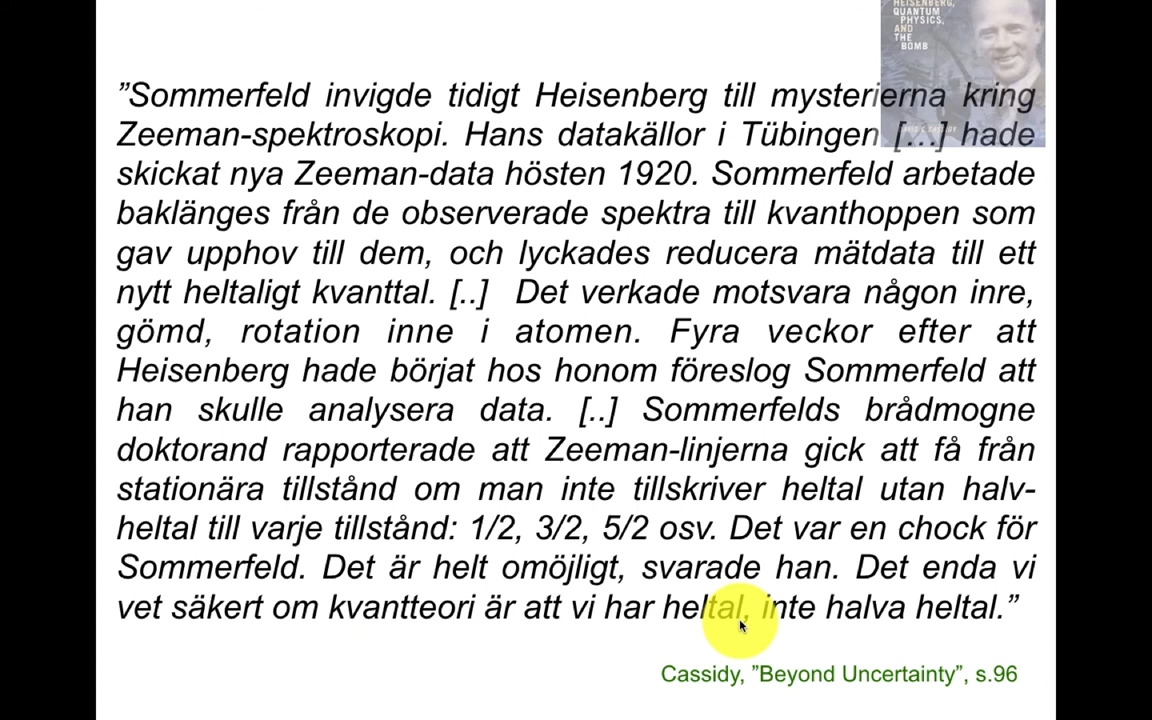 HEISENBERG,
QUANTUM
PHYSICS,
AND
THE
BOMB
”Sommerfeld invigde tidigt Heisenberg till mysterierna kring
Zeeman-spektroskopi. Hans datakällor i Tübingen [...] hade
skickat nya Zeeman-data hösten 1920. Sommerfeld arbetade
baklänges från de observerade spektra till kvanthoppen som
gav upphov till dem, och lyckades reducera mätdata till ett
nytt heltaligt kvanttal. [..] Det verkade motsvara någon inre,
gömd, rotation inne i atomen. Fyra veckor efter att
Heisenberg hade börjat hos honom föreslog Sommerfeld att
han skulle analysera data. [..] Sommerfelds brådmogne
doktorand rapporterade att Zeeman-linjerna gick att få från
stationära tillstånd om man inte tillskriver heltal utan halv-
heltal till varje tillstånd: 1/2, 3/2, 5/2 osv. Det var en chock för
Sommerfeld. Det är helt omöjligt, svarade han. Det enda vi
vet säkert om kvantteori är att vi har heltal, inte halva heltal.”
Cassidy, ”Beyond Uncertainty”, s.96